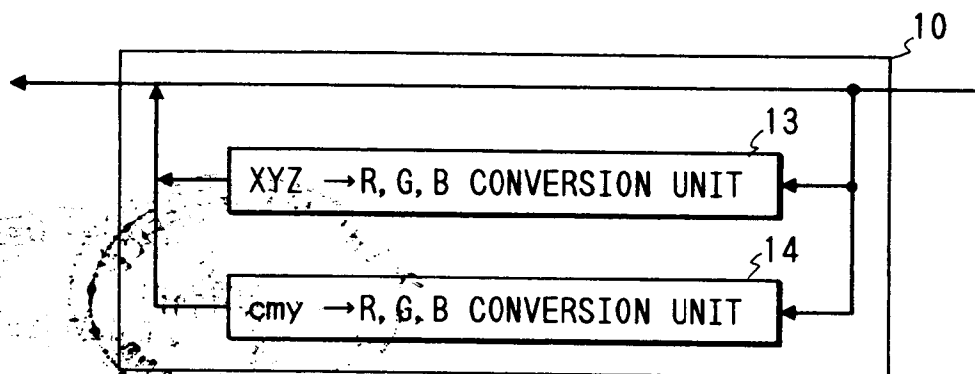 10
13
XYZ →R, G, B CONVERSION UNIT
14
cmy →R, G, B CONVERSION UNIT